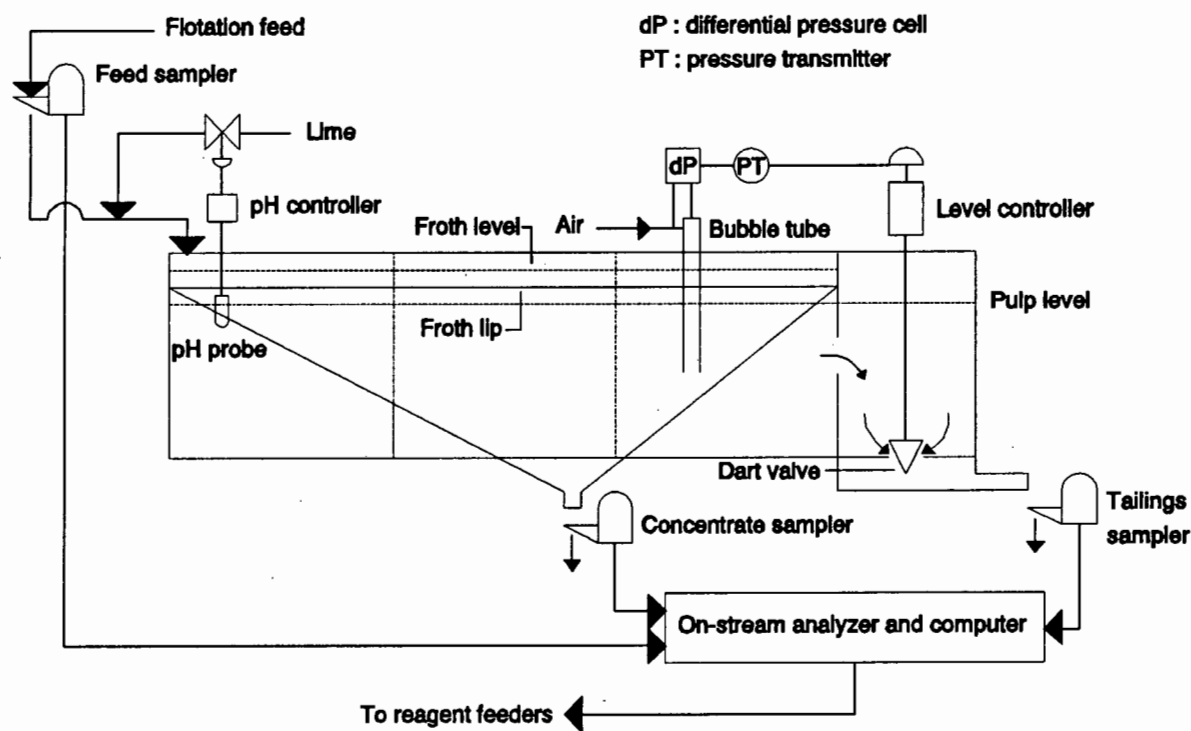 Flotation feed
dP : differential pressure cell
PT : pressure transmitter
Feed sampler
Lime
dP
PT
pH controller
Level controller
Froth level
Air
Bubble tube
Pulp level
Froth lip
pH probe
Dart valve
Concentrate sampler
Tailings
sampler
On-stream analyzer and computer
To reagent feeders